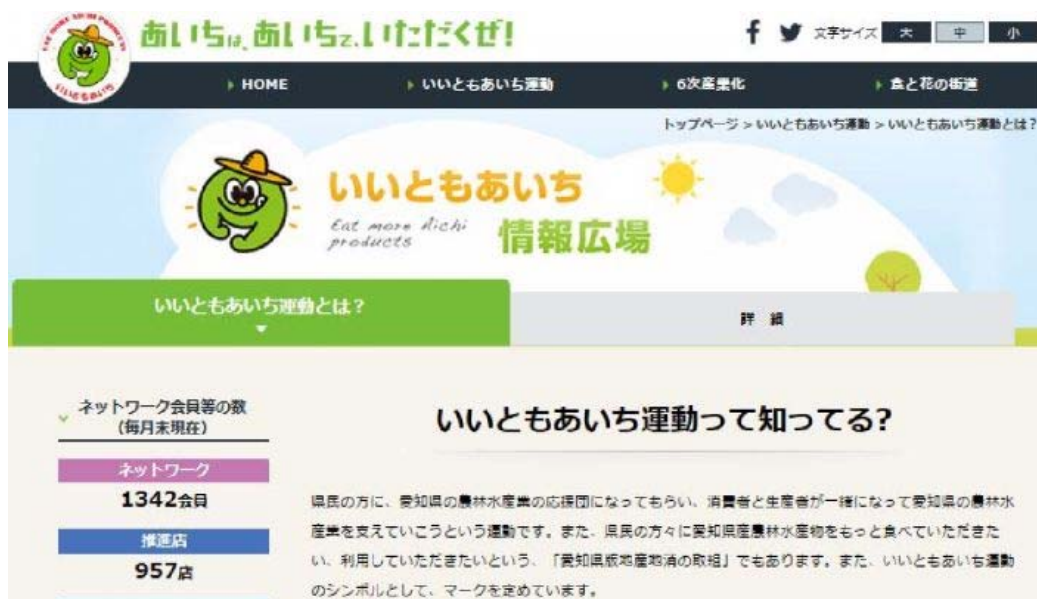 EAT MORE AICHI PRODUCTS
いいともあいち
あいちは、あいちで、いただくぜ!
文字サイズ 大 中 小
HOME いいともあいち運動 6次産業化 食と花の街道
トップページ > いいともあいち運動 > いいともあいち運動とは?
いいともあいち
Eat more Aichi products
情報広場
いいともあいち運動とは?
詳 細
ネットワーク会員等の数
(毎月末現在)
ネットワーク
1342会員
推進店
957店
いいともあいち運動って知ってる?
県民の方に、愛知県の農林水産業の応援団になってもらい、消費者と生産者が一緒になって愛知県の農林水
産業を支えていこうという運動です。また、県民の方々に愛知県産農林水産物をもっと食べていただきた
い、利用していただきたいという、「愛知県版地産地消の取組」でもあります。また、いいともあいち運動
のシンボルとして、マークを定めています。